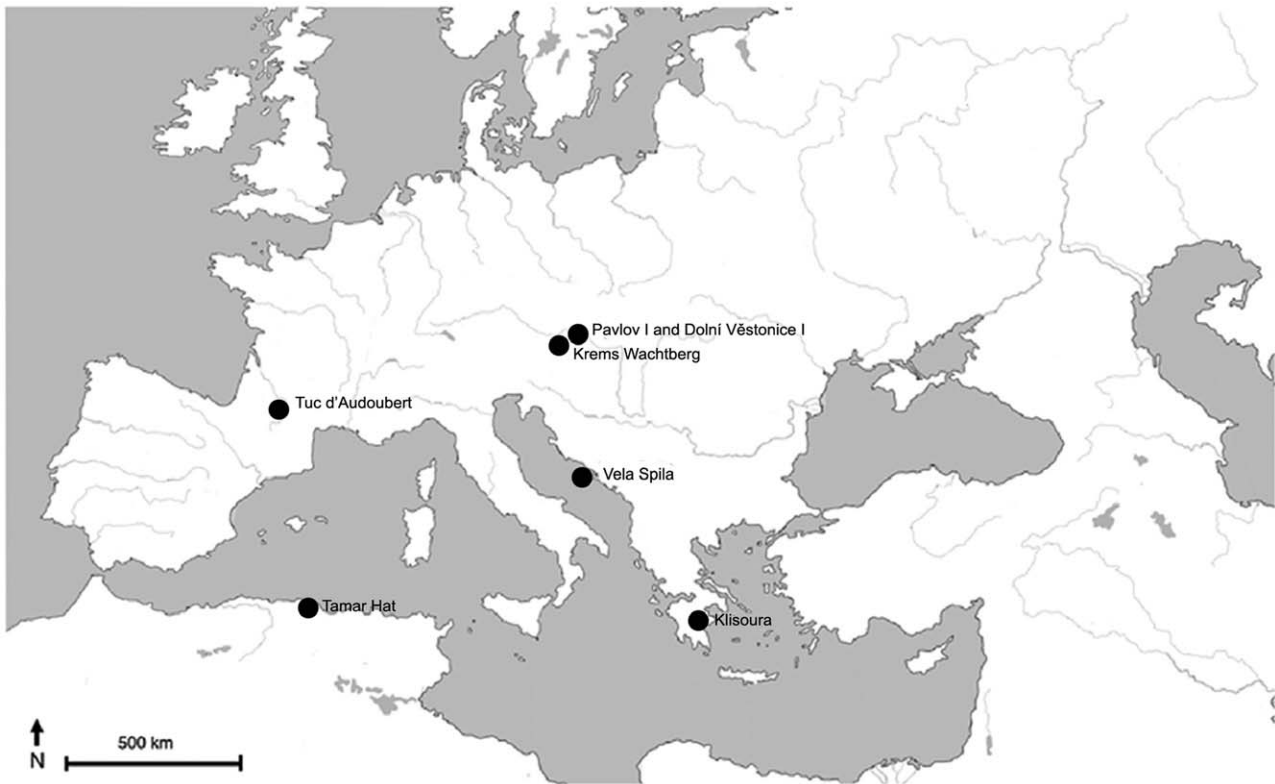 Pavlov I and Dolní Věstonice I
Krems Wachtberg
Tuc d'Audoubert
Vela Spila
Tamar Hat
Klisoura
500 km
N